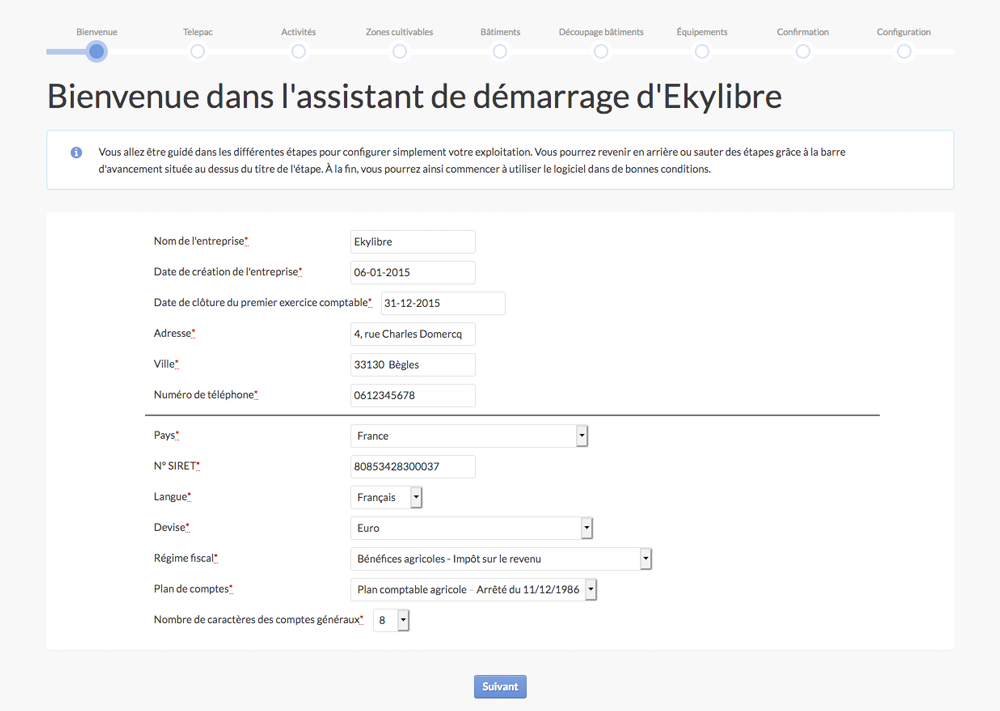 Bienvenue Telepac Activités Zones cultivables Bâtiments Découpage bâtiments Équipements Confirmation Configuration
Bienvenue dans l'assistant de démarrage d'Ekylibre
Vous allez être guidé dans les différentes étapes pour configurer simplement votre exploitation. Vous pourrez revenir en arrière ou sauter des étapes grâce à la barre
d'avancement située au dessus du titre de l'étape. À la fin, vous pourrez ainsi commencer à utiliser le logiciel dans de bonnes conditions.
Nom de l'entreprise* Ekylibre
Date de création de l'entreprise* 06-01-2015
Date de clôture du premier exercice comptable* 31-12-2015
Adresse* 4, rue Charles Domercq
Ville* 33130 Bègles
Numéro de téléphone* 0612345678
Pays* France
N° SIRET* 80853428300037
Langue* Français
Devise* Euro
Régime fiscal* Bénéfices agricoles - Impôt sur le revenu
Plan de comptes* Plan comptable agricole - Arrêté du 11/12/1986
Nombre de caractères des comptes généraux* 8
Suivant